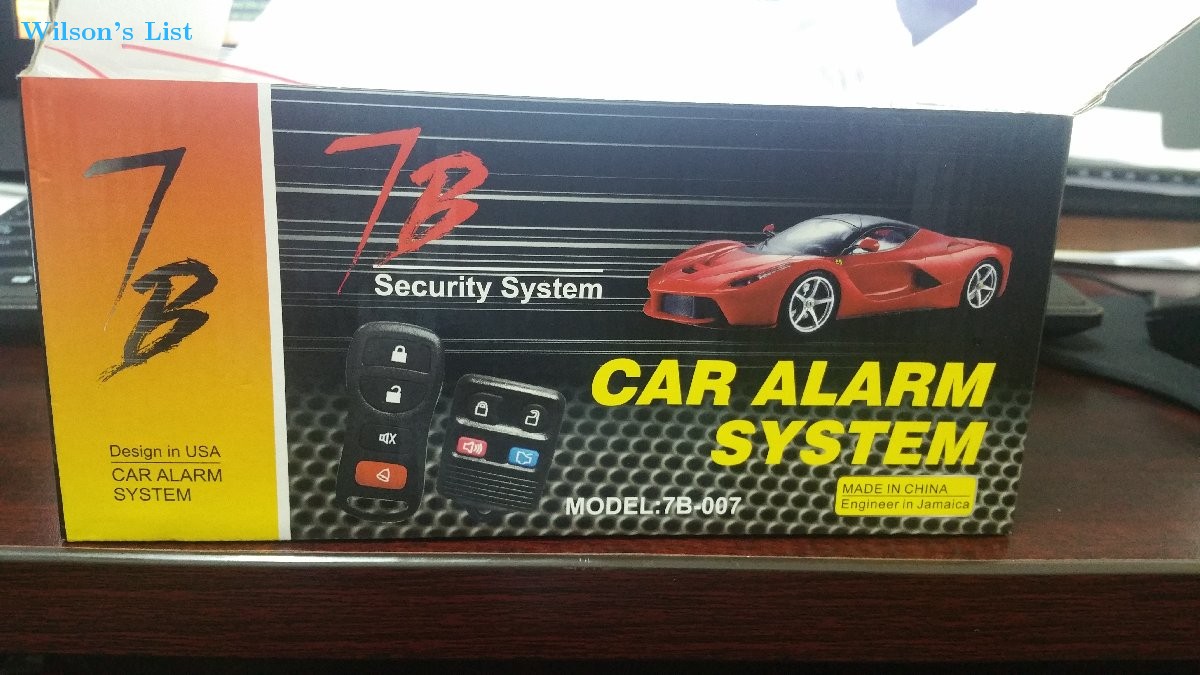 Wilson's List
7B
7B
Security System
CAR ALARM
SYSTEM
Design in USA
CAR ALARM
SYSTEM
MODEL:7B-007
MADE IN CHINA
Engineer in Jamaica